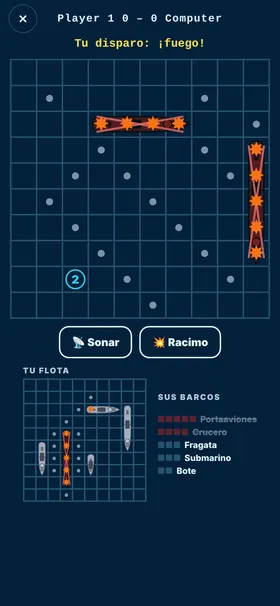 ×
Player 1 0 – 0 Computer
Tu disparo: ¡fuego!
2
📡 Sonar
💥 Racimo
TU FLOTA
SUS BARCOS
Portaaviones
Crucero
Fragata
Submarino
Bote